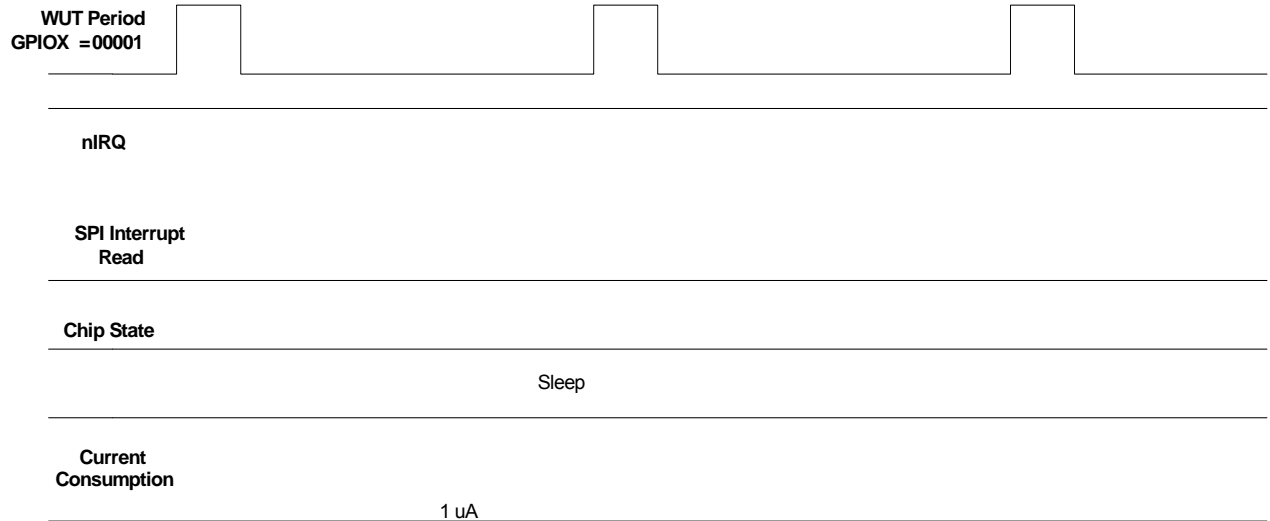 WUT Period
GPIOX =00001
nIRQ
SPI Interrupt
Read
Chip State
Sleep
Current
Consumption
1 uA